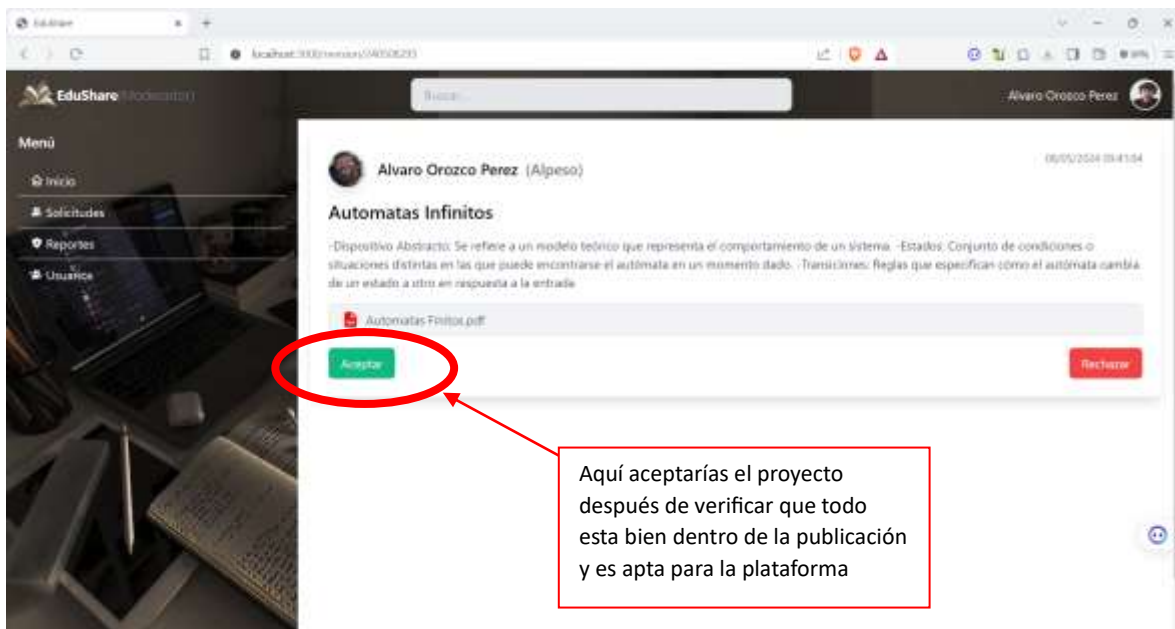 EduShare
EduShare (Moderador)
Buscar...
Alvaro Orozco Perez
Menú
Inicio
Solicitudes
Reportes
Usuarios
Alvaro Orozco Perez (Alpeso)
Automatas Infinitos
-Dispositivo Abstracto: Se refiere a un modelo teórico que representa el comportamiento de un sistema. -Estados: Conjunto de condiciones o
situaciones distintas en las que puede encontrarse el autómata en un momento dado. -Transiciones: Reglas que especifican cómo el autómata cambia
de un estado a otro en respuesta a la entrada
Automatas Finitos.pdf
Aceptar
Rechazar
Aquí aceptarías el proyecto
después de verificar que todo
esta bien dentro de la publicación
y es apta para la plataforma